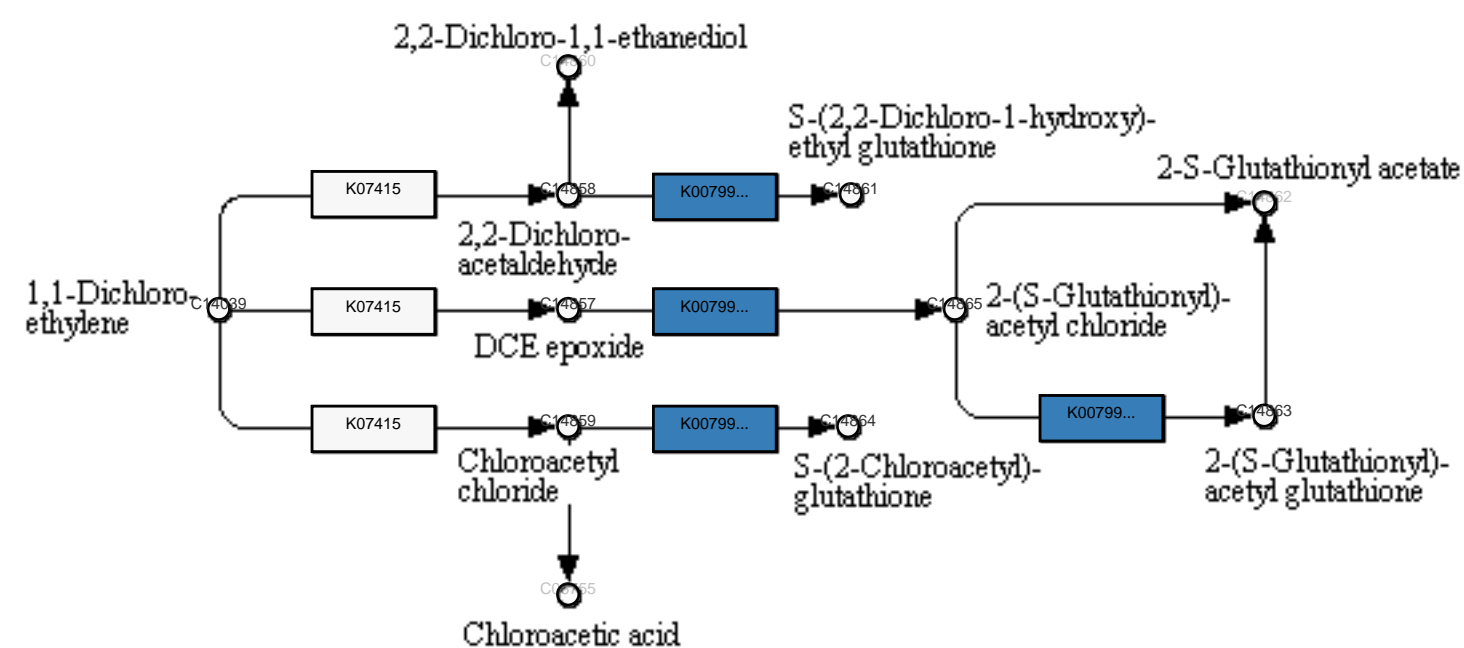 2,2-Dichloro-1,1-ethanediol
S-(2,2-Dichloro-1-hydroxy)-
ethyl glutathione
2-S-Glutathionyl acetate
K07415
C14858
K00799...
C14861
2,2-Dichloro-
acetaldehyde
1,1-Dichloro-
ethylene
C14039
K07415
C14857
K00799...
C14865
2-(S-Glutathionyl)-
acetyl chloride
DCE epoxide
K07415
C14859
K00799...
C14864
K00799...
C14863
Chloroacetyl
chloride
S-(2-Chloroacetyl)-
glutathione
2-(S-Glutathionyl)-
acetyl glutathione
Chloroacetic acid